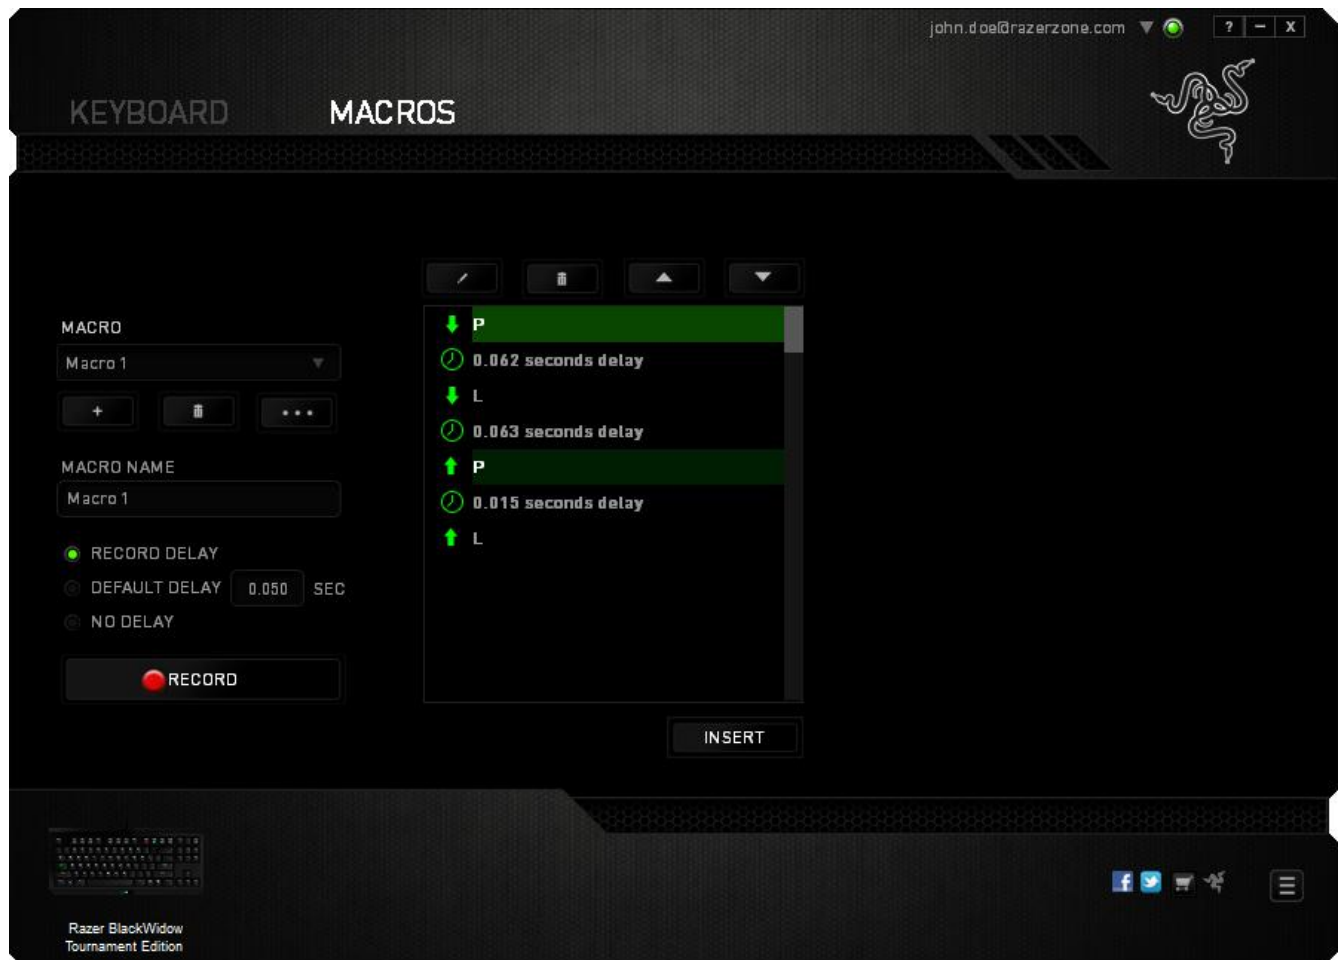 john.doe@razerzone.com
? - X
KEYBOARD MACROS
MACRO
Macro 1
+
...
MACRO NAME
Macro 1
RECORD DELAY
DEFAULT DELAY 0.050 SEC
NO DELAY
RECORD
P
0.062 seconds delay
L
0.063 seconds delay
P
0.015 seconds delay
L
INSERT
Razer BlackWidow
Tournament Edition
f